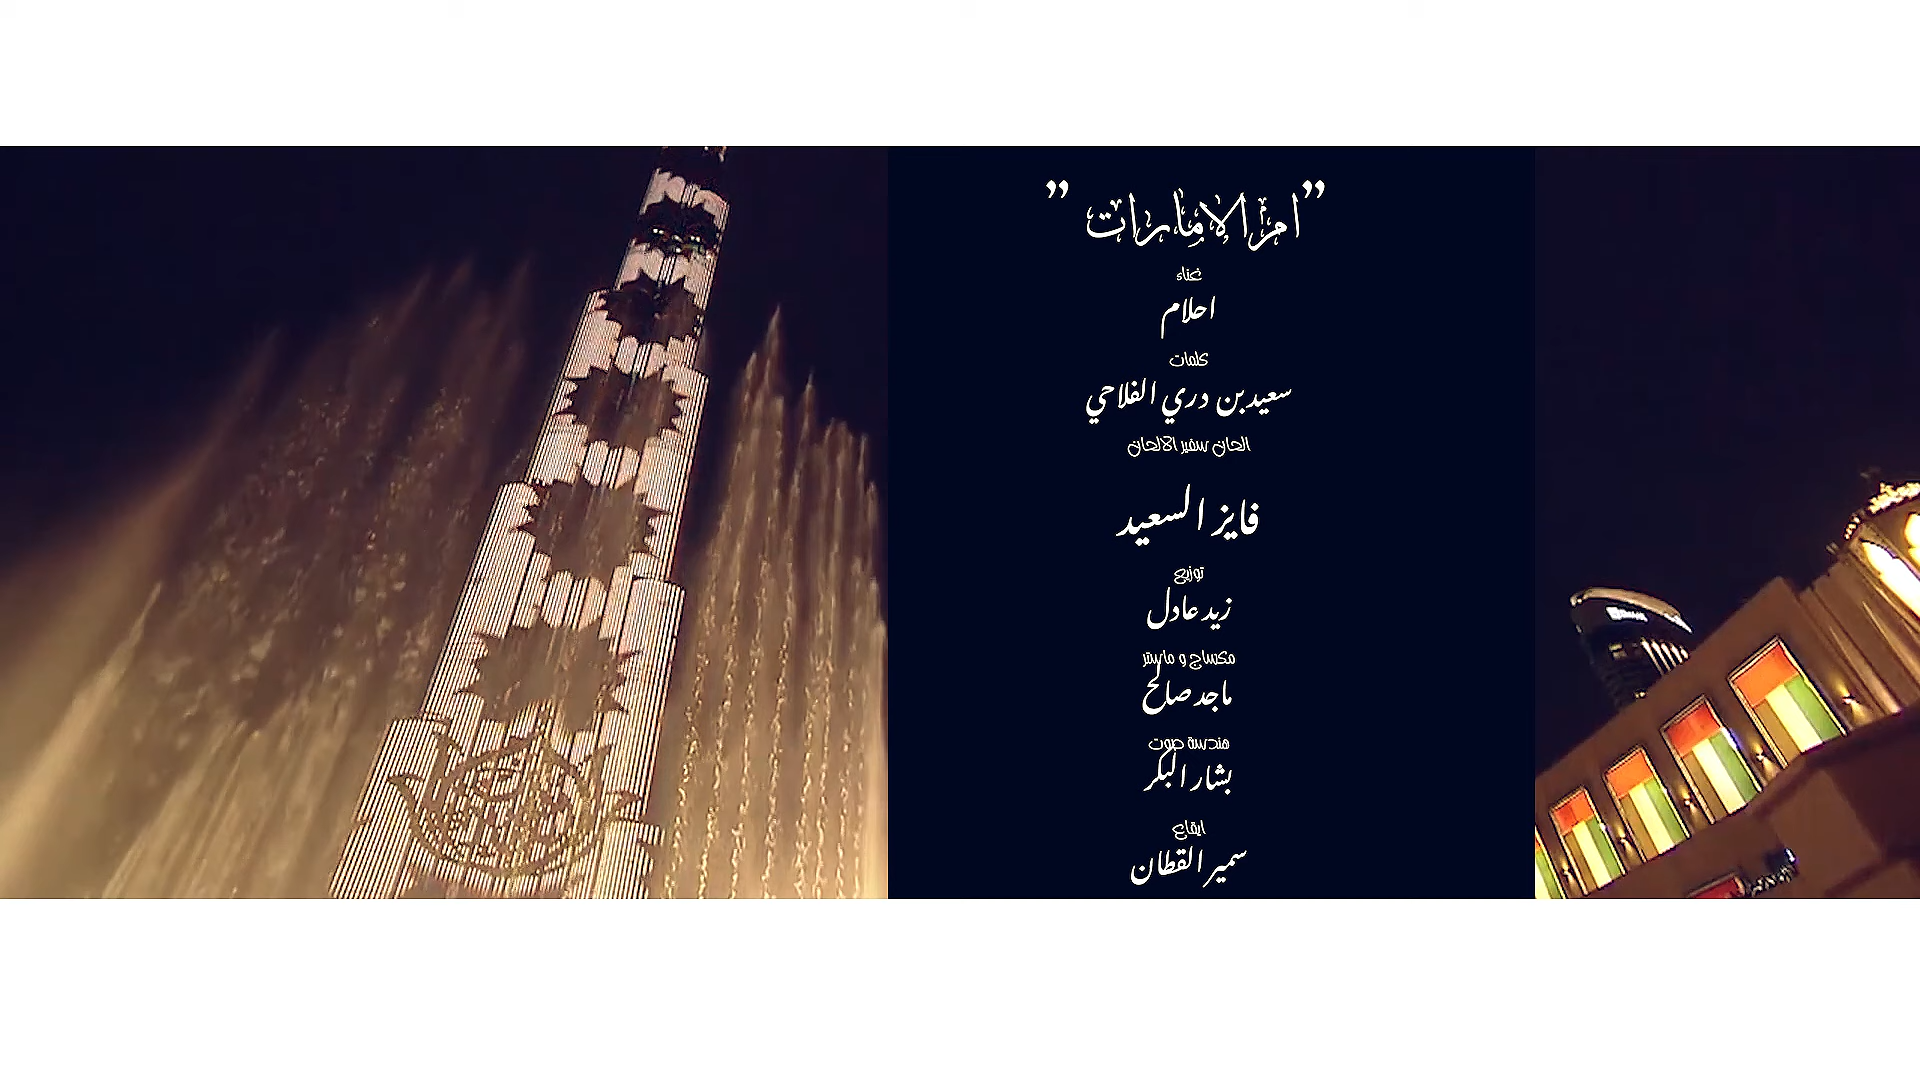 ” ام الامارات ”
غناء
احلام
كلمات
سعيد بن دري الفلاحي
الحان سفير الالحان
فايز السعيد
توزيع
زيد عادل
مكساج و ماستر
ماجد صالح
هندسة صوت
بشار البكر
ايقاع
سمير القطان